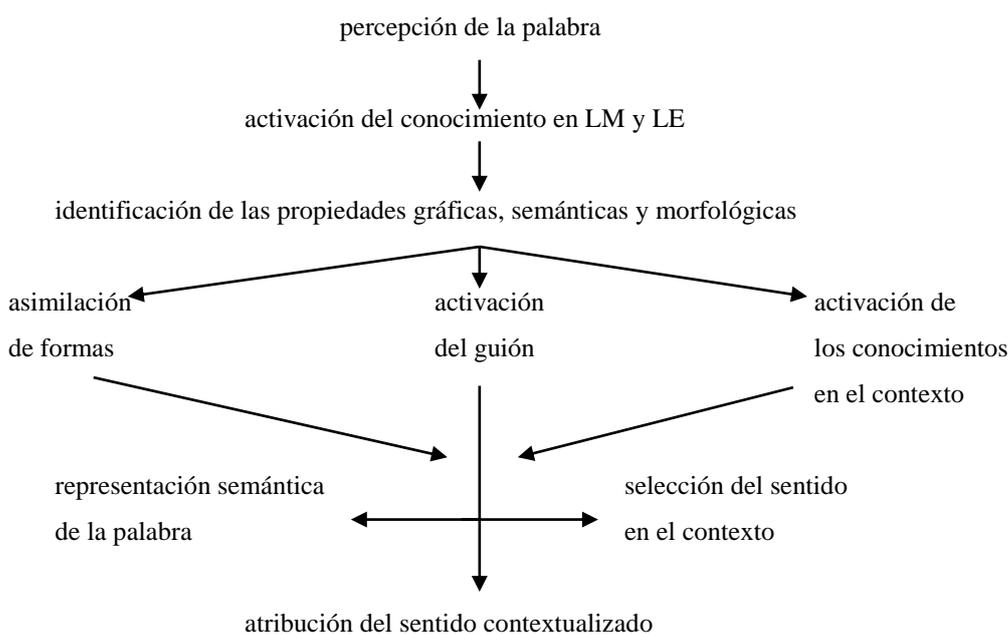 percepción de la palabra
activación del conocimiento en LM y LE
identificación de las propiedades gráficas, semánticas y morfológicas
asimilación
de formas
activación
del guión
activación de
los conocimientos
en el contexto
representación semántica
de la palabra
selección del sentido
en el contexto
atribución del sentido contextualizado